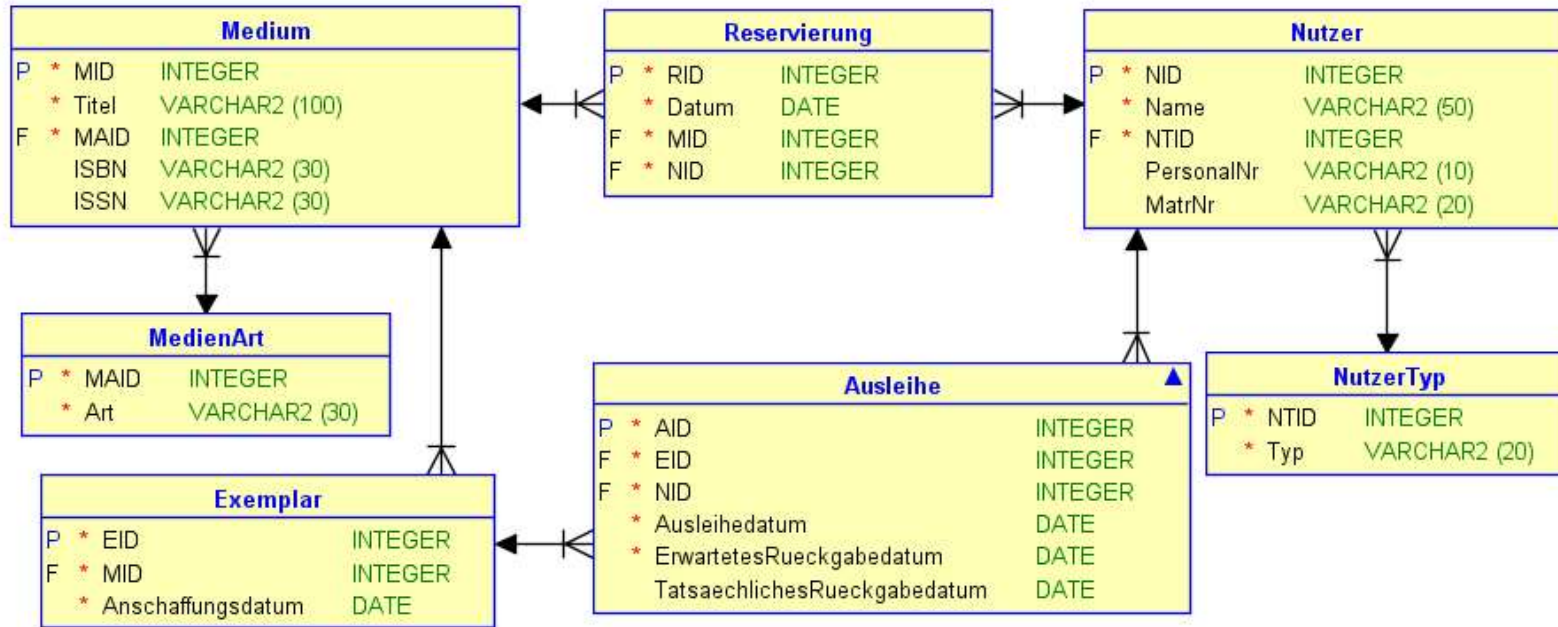 Medium
P * MID INTEGER
* Titel VARCHAR2 (100)
F * MAID INTEGER
ISBN VARCHAR2 (30)
ISSN VARCHAR2 (30)
Reservierung
P * RID INTEGER
* Datum DATE
F * MID INTEGER
F * NID INTEGER
Nutzer
P * NID INTEGER
* Name VARCHAR2 (50)
F * NTID INTEGER
PersonalNr VARCHAR2 (10)
MatrNr VARCHAR2 (20)
MedienArt
P * MAID INTEGER
* Art VARCHAR2 (30)
Ausleihe
P * AID INTEGER
F * EID INTEGER
F * NID INTEGER
* Ausleihedatum DATE
* ErwartetesRueckgabedatum DATE
TatsaechlichesRueckgabedatum DATE
NutzerTyp
P * NTID INTEGER
* Typ VARCHAR2 (20)
Exemplar
P * EID INTEGER
F * MID INTEGER
* Anschaffungsdatum DATE